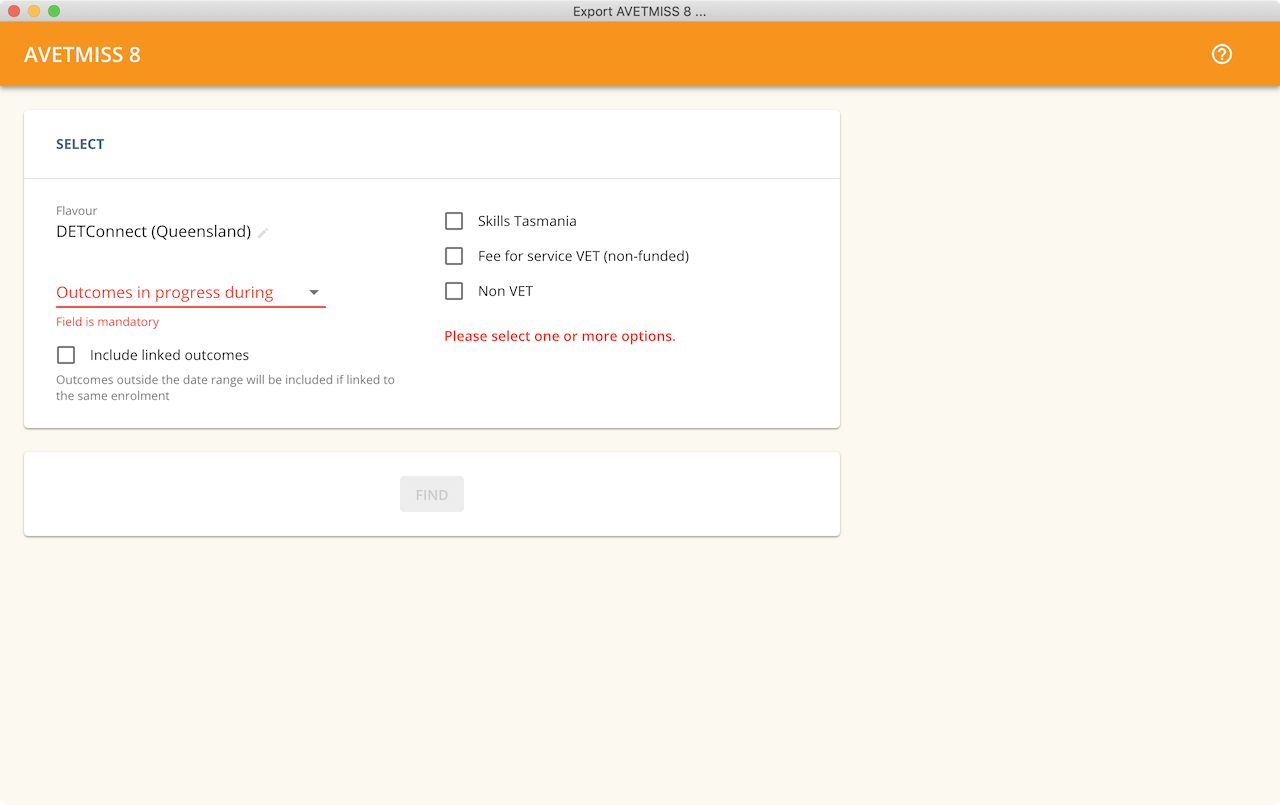 Export AVETMISS 8 ...
AVETMISS 8
SELECT
Flavour
DETConnect (Queensland)
Outcomes in progress during
Field is mandatory
Include linked outcomes
Outcomes outside the date range will be included if linked to
the same enrolment
Skills Tasmania
Fee for service VET (non-funded)
Non VET
Please select one or more options.
FIND